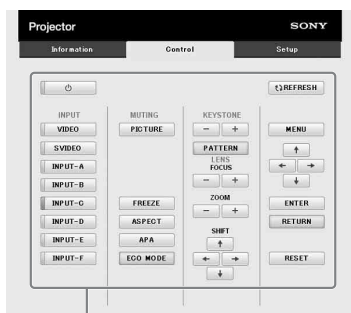 Projector
SONY
Information
Control
Setup
REFRESH
INPUT
MUTING
KEYSTONE
VIDEO
PICTURE
- +
MENU
SVIDEO
PATTERN
LENS
FOCUS
INPUT-A
INPUT-B
- +
ZOOM
INPUT-C
FREEZE
- +
ENTER
INPUT-D
ASPECT
RETURN
SHIFT
INPUT-E
APA
INPUT-F
ECO MODE
RESET